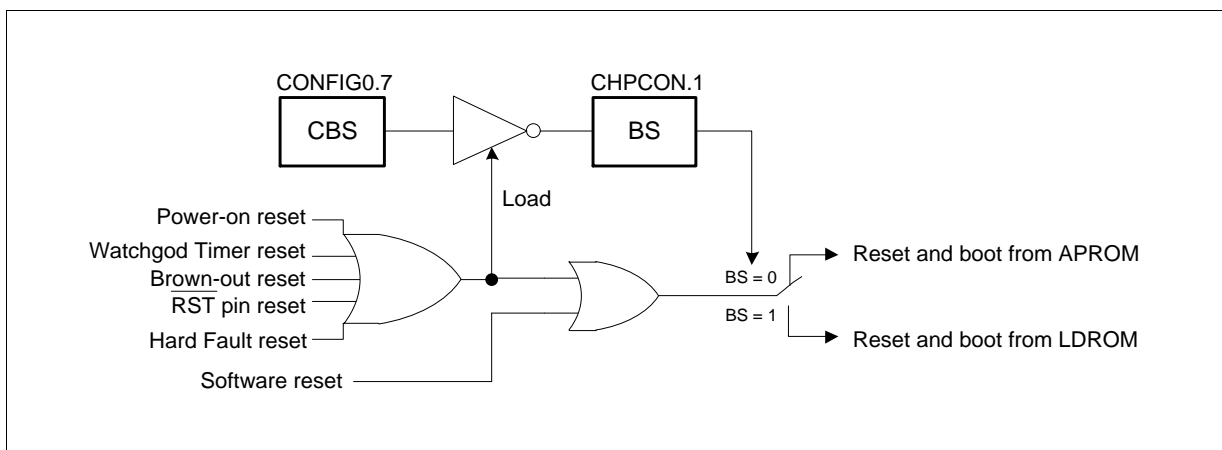 CONFIG0.7
CHPCON.1
CBS
BS
Load
Power-on reset
Watchgod Timer reset
Brown-out reset
RST pin reset
Hard Fault reset
Software reset
BS = 0
BS = 1
Reset and boot from APROM
Reset and boot from LDROM